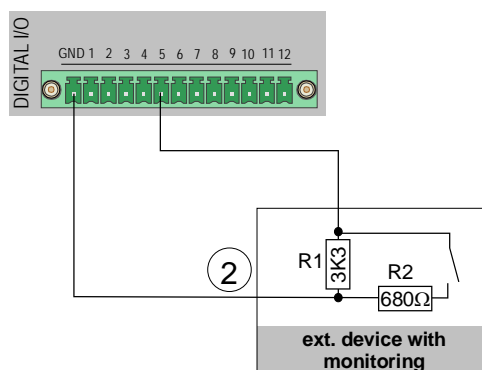 DIGITAL I/O
GND 1 2 3 4 5 6 7 8 9 10 11 12
2
R1
3K3
R2
680Ω
ext. device with
monitoring